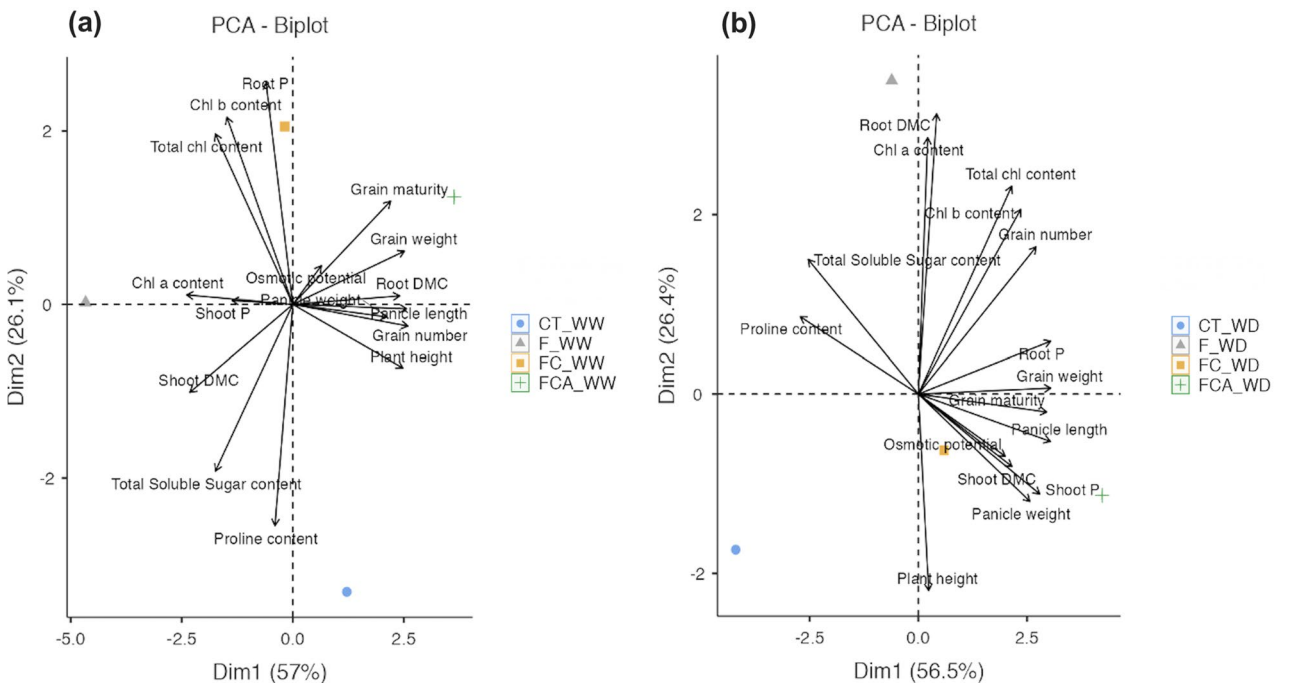 (a)
PCA - Biplot
Root P
Chl b content
Total chl content
Grain maturity
Grain weight
Osmotic potential
Chl a content
Root DMC
Panicle weight
Shoot P
Panicle length
Grain number
Plant height
Shoot DMC
Total Soluble Sugar content
Proline content
2
0
-2
Dim2 (26.1%)
-5.0
-2.5
0.0
2.5
Dim1 (57%)
CT_WW
F_WW
FC_WW
FCA_WW
(b)
PCA - Biplot
Root DMC
Chl a content
Total chl content
Chl b content
Grain number
Total Soluble Sugar content
Proline content
Root P
Grain weight
Grain maturity
Panicle length
Osmotic potential
Shoot DMC
Shoot P
Panicle weight
Plant height
2
0
-2
Dim2 (26.4%)
-2.5
0.0
2.5
Dim1 (56.5%)
CT_WD
F_WD
FC_WD
FCA_WD